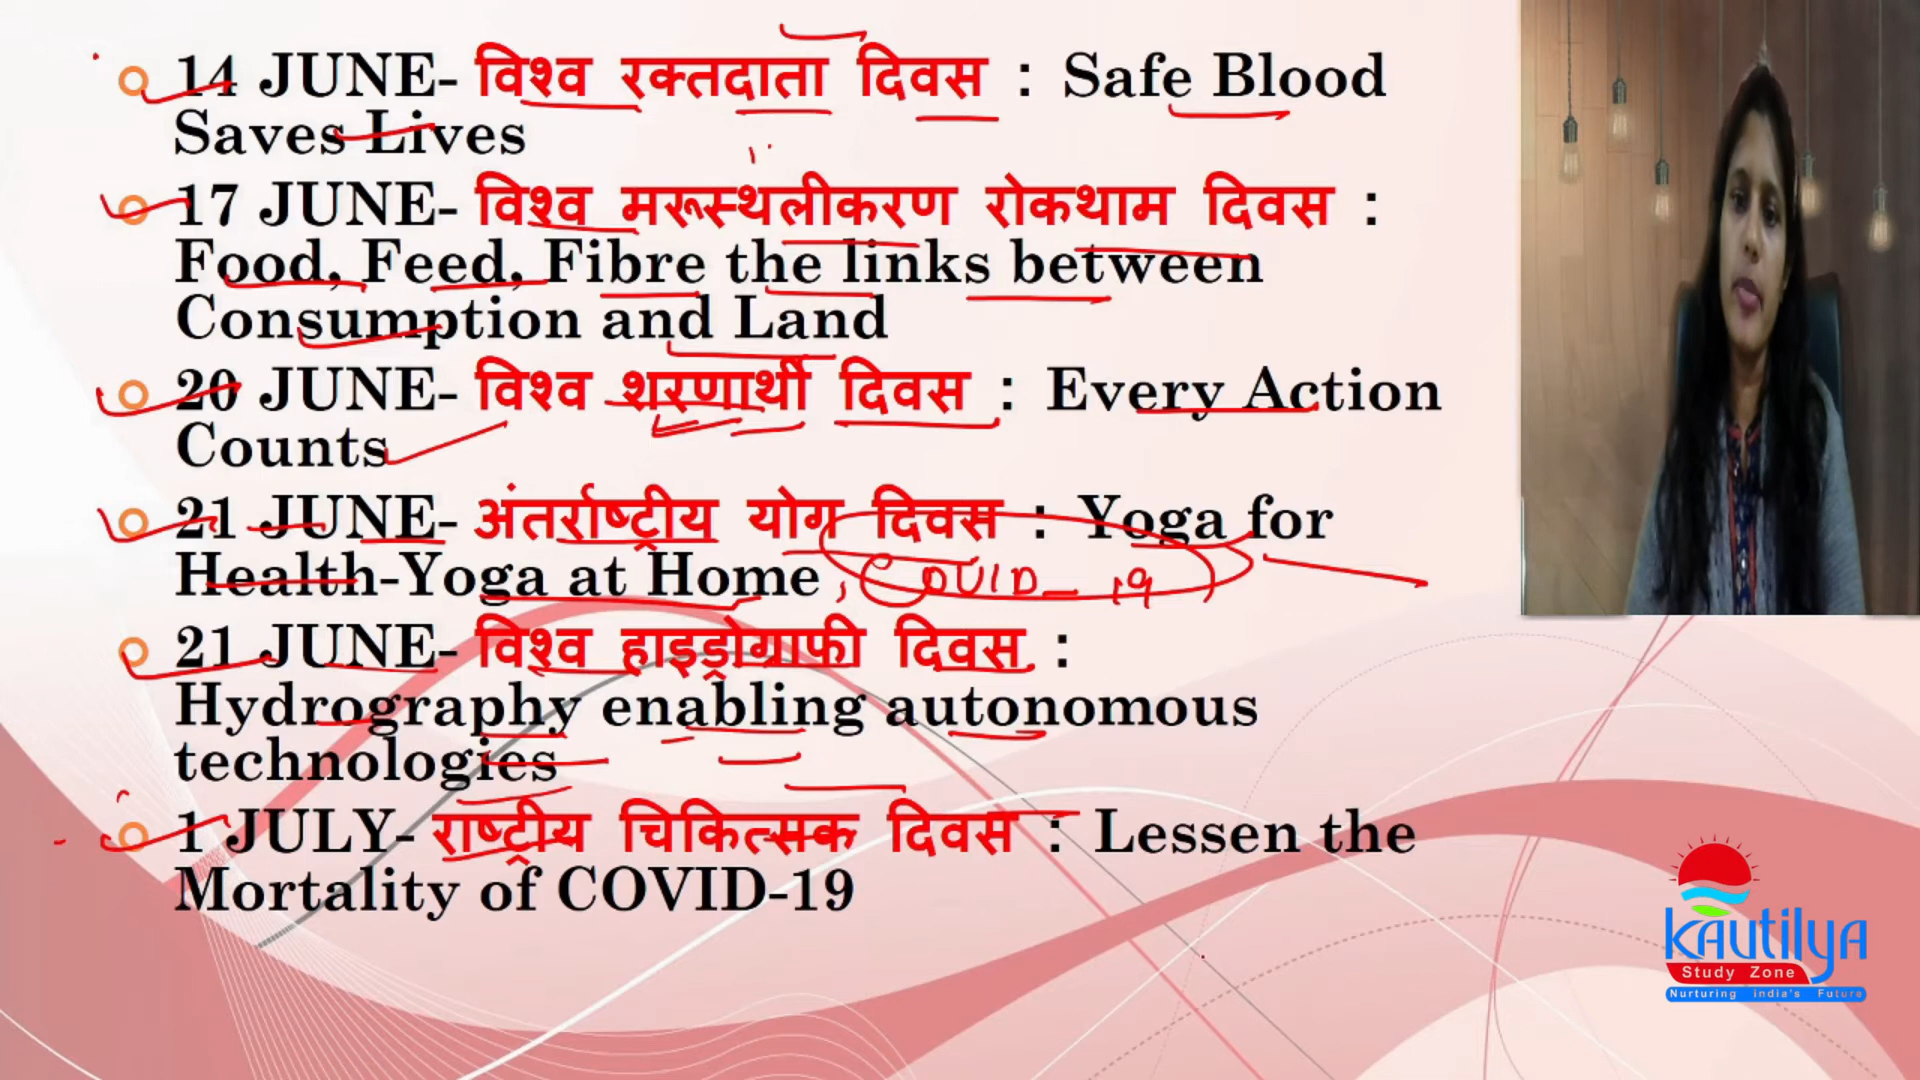 14 JUNE- विश्व रक्तदाता दिवस : Safe Blood
Saves Lives
17 JUNE- विश्व मरूस्थलीकरण रोकथाम दिवस :
Food, Feed, Fibre the links between
Consumption and Land
20 JUNE- विश्व शरणार्थी दिवस : Every Action
Counts
21 JUNE- अंतर्राष्ट्रीय योग दिवस : Yoga for
Health-Yoga at Home , COVID_19
21 JUNE- विश्व हाइड्रोग्राफी दिवस :
Hydrography enabling autonomous
technologies
1 JULY- राष्ट्रीय चिकित्सक दिवस : Lessen the
Mortality of COVID-19
Kautilya
Study Zone
Nurturing India's Future